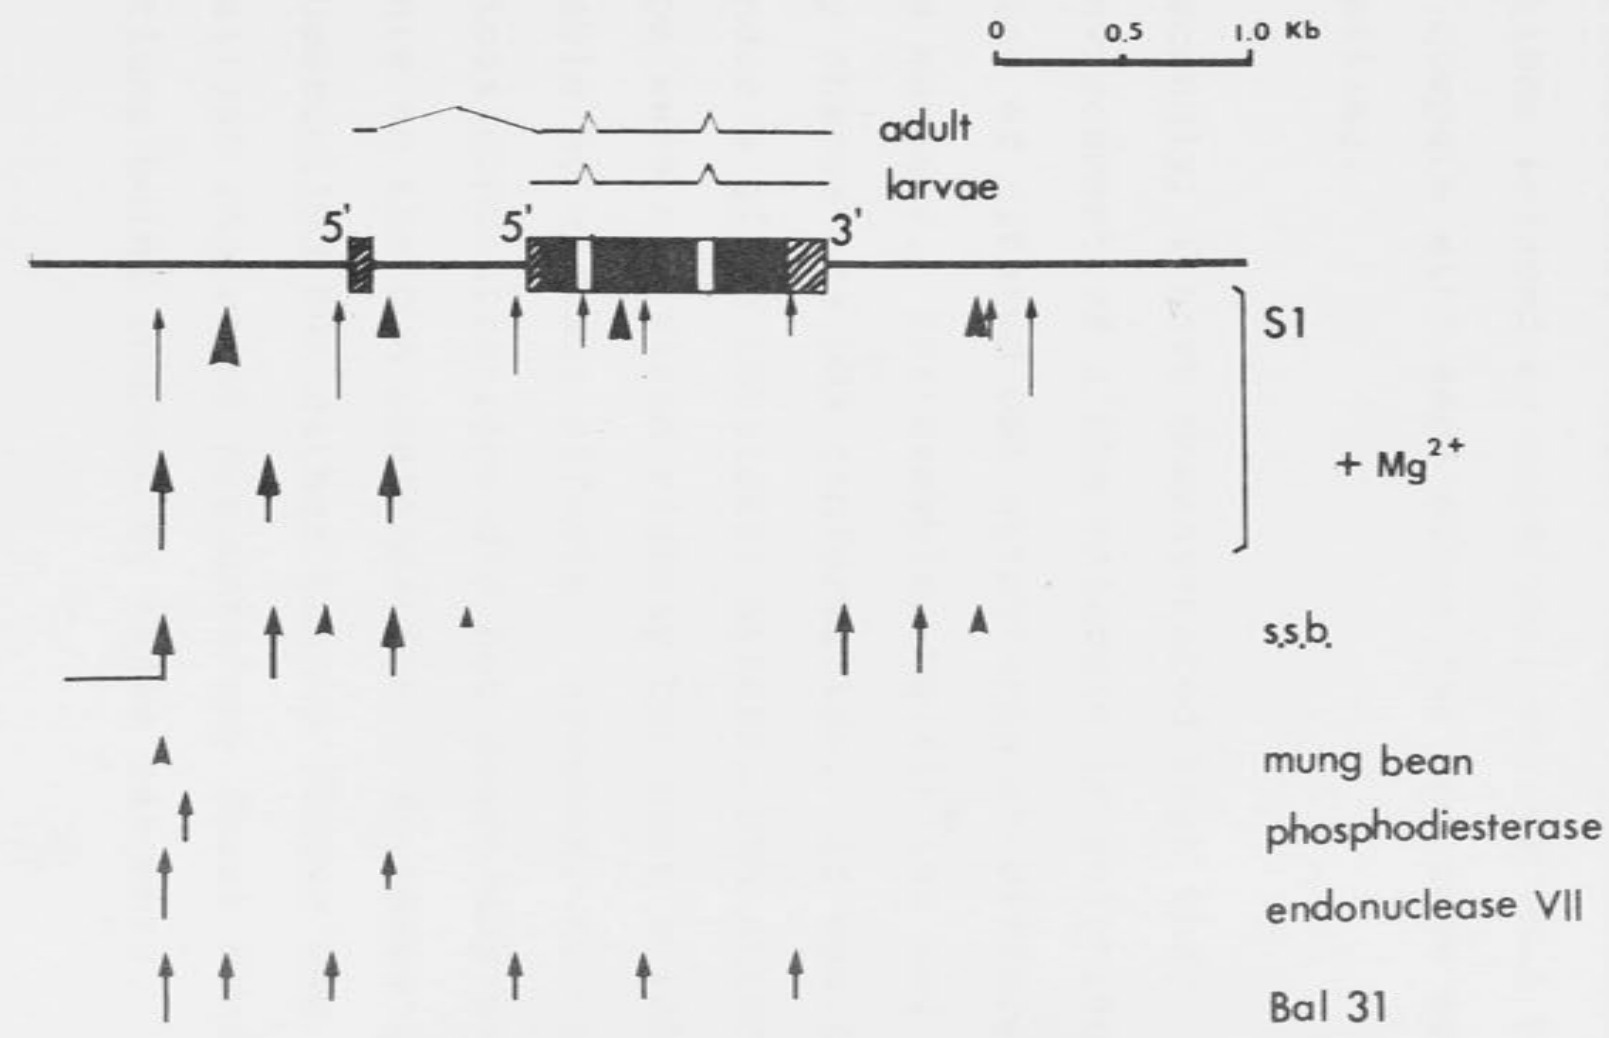 0 0.5 1.0 Kb
adult
larvae
5' 5' 3'
S1
+ Mg²⁺
s.s.b.
mung bean
phosphodiesterase
endonuclease VII
Bal 31